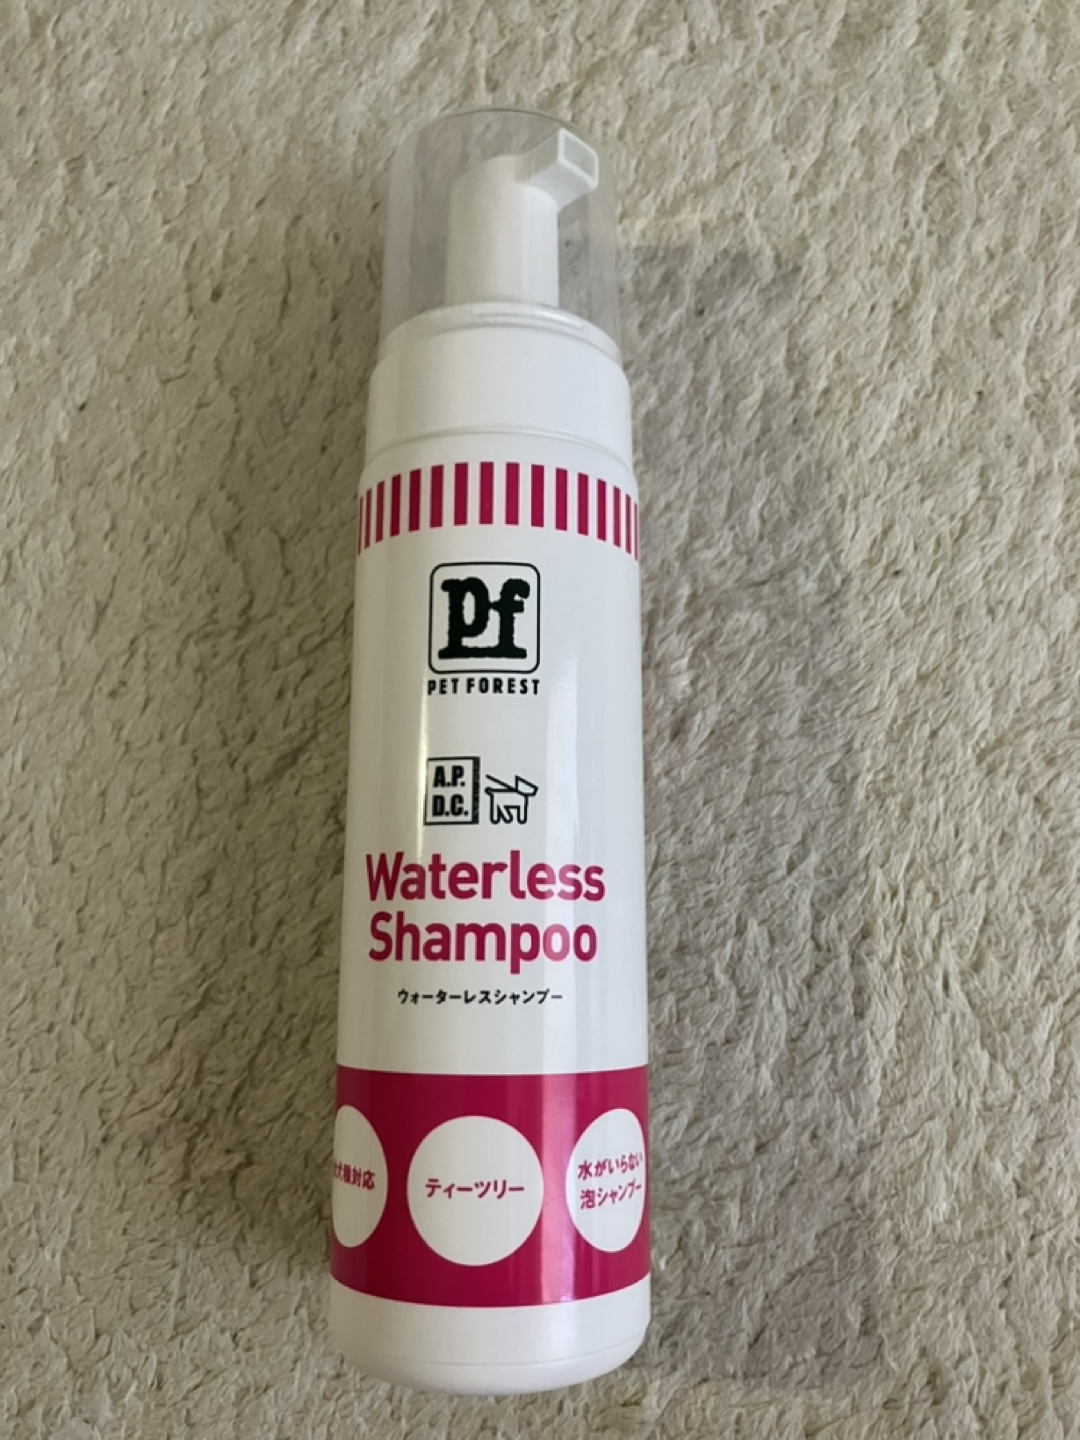 pf
PET FOREST
A.P.
D.C.
Waterless
Shampoo
ウォーターレスシャンプー
犬種対応
ティーツリー
水がいらない
泡シャンプー